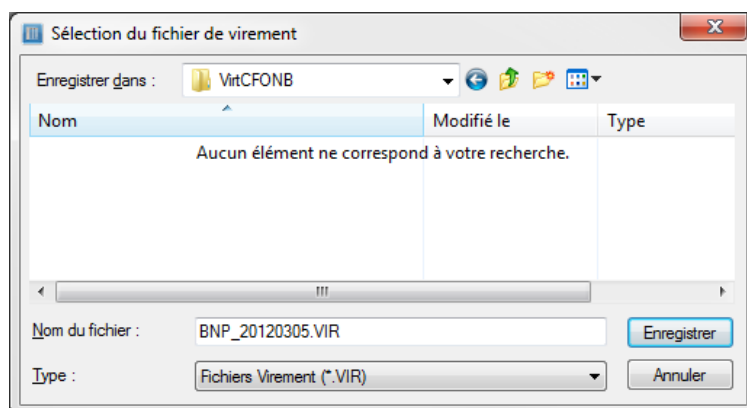 Sélection du fichier de virement
Enregistrer dans : VirtCFONB
Nom Modifié le Type
Aucun élément ne correspond à votre recherche.
Nom du fichier : BNP_20120305.VIR Enregistrer
Type : Fichiers Virement (*.VIR) Annuler